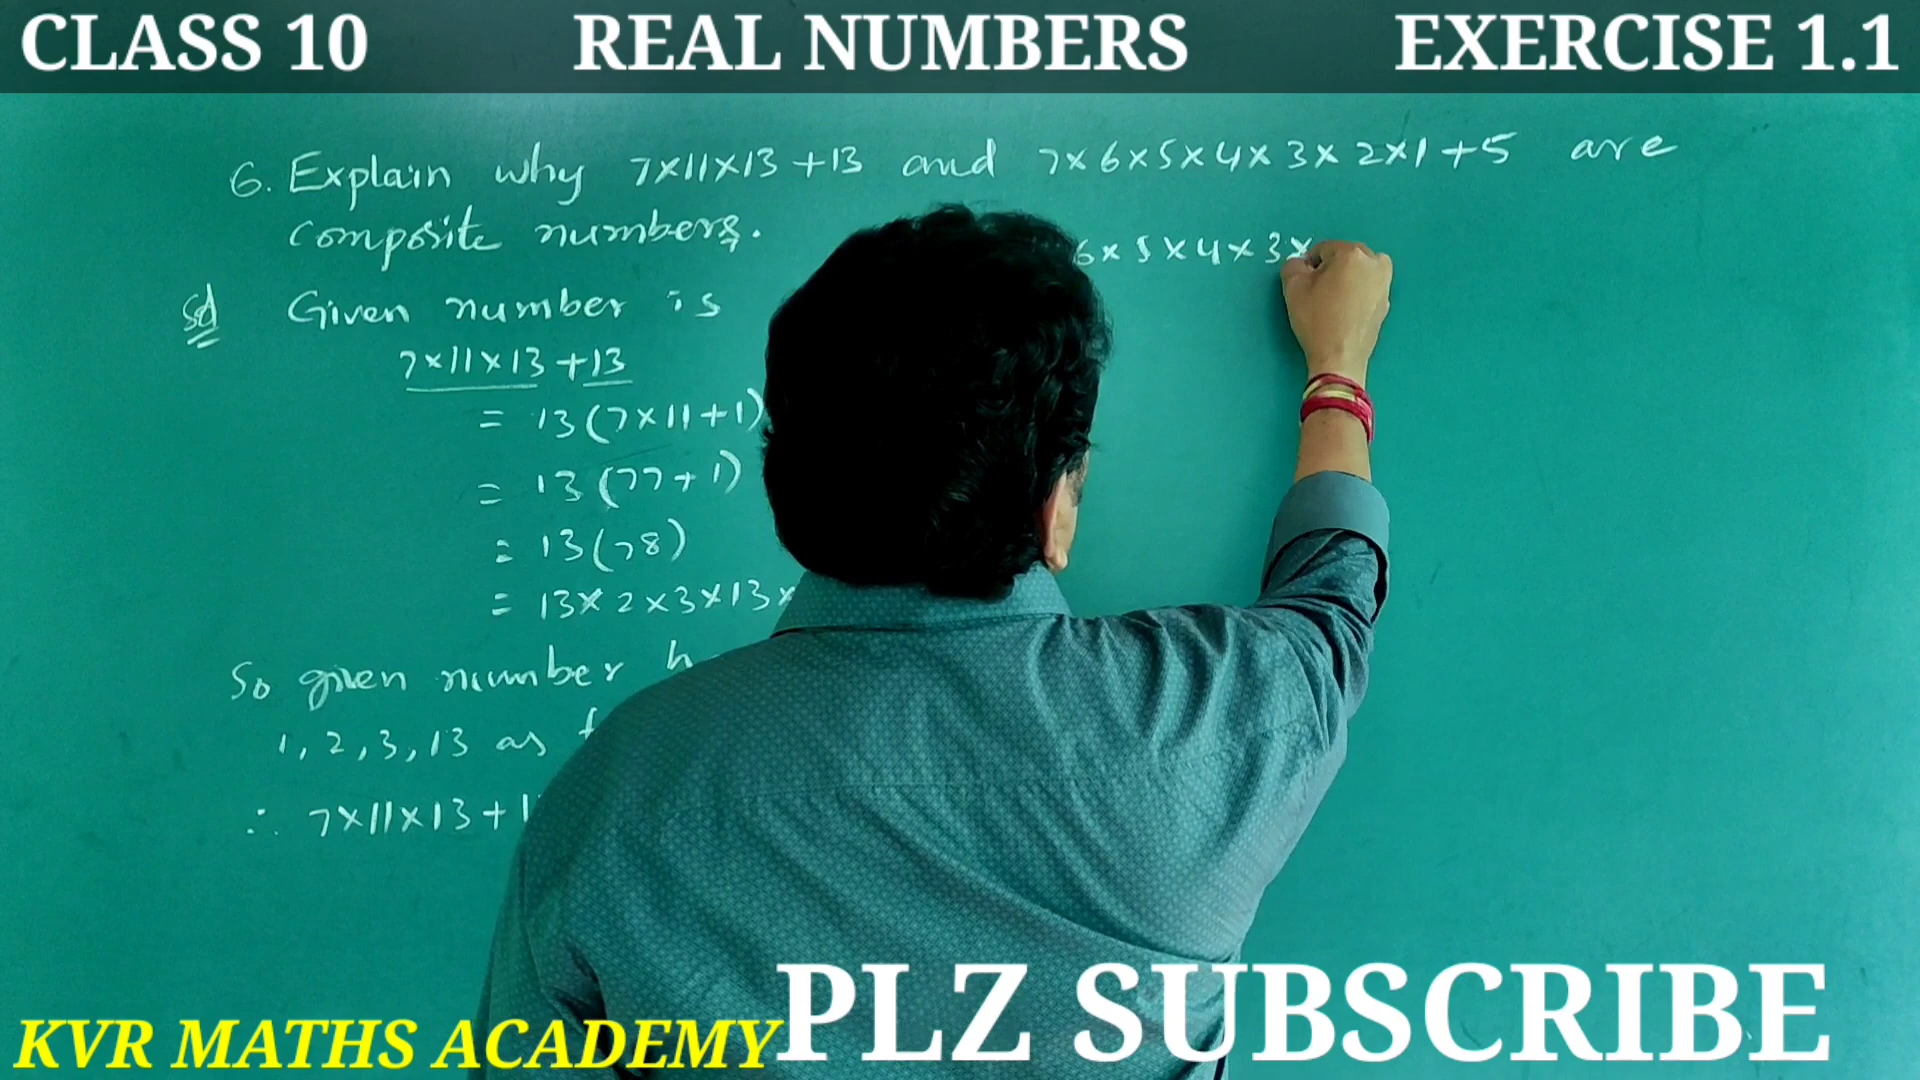 CLASS 10 REAL NUMBERS EXERCISE 1.1
6. Explain why 7×11×13+13 and 7×6×5×4×3×2×1+5 are
composite numbers.
Sol Given number is
7×11×13+13
= 13(7×11+1)
= 13(77+1)
= 13(78)
= 13×2×3×13×
So given number
1, 2, 3, 13 as
∴ 7×11×13+1
6×5×4×3×
PLZ SUBSCRIBE
KVR MATHS ACADEMY